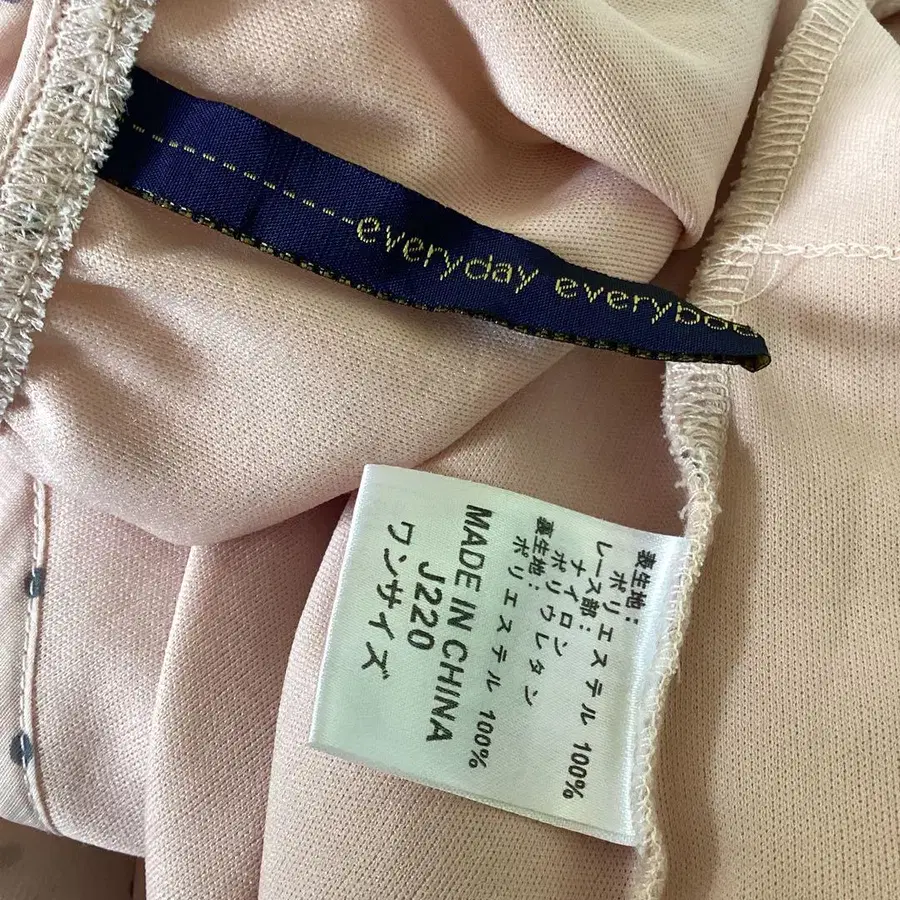 everyday
表生地:
ポリエステル 100%
レース部:
ナイロン
ポリウレタン
裏生地:
ポリエステル 100%
MADE IN CHINA
J220
ワンサイズ